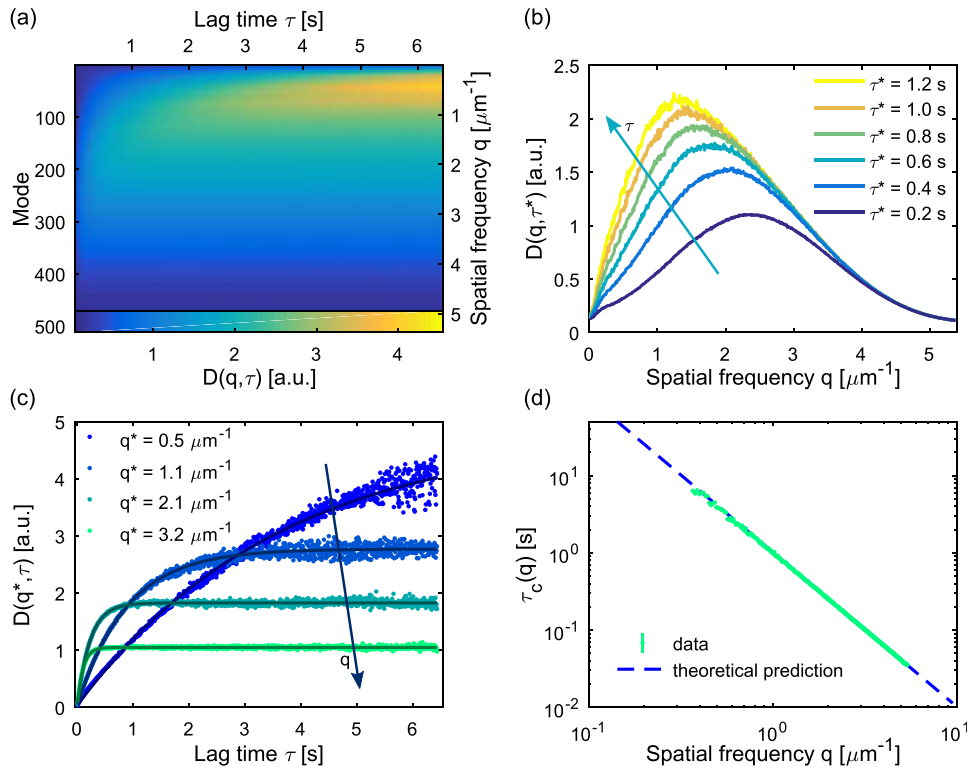 (a)
Lag time τ [s]
1 2 3 4 5 6
Mode
100
200
300
400
500
1
2
3
4
5
Spatial frequency q [μm⁻¹]
1 2 3 4
D(q,τ) [a.u.]
(b)
D(q,τ*) [a.u.]
2.5
2
1.5
1
0.5
0
τ
τ* = 1.2 s
τ* = 1.0 s
τ* = 0.8 s
τ* = 0.6 s
τ* = 0.4 s
τ* = 0.2 s
0 1 2 3 4 5
Spatial frequency q [μm⁻¹]
(c)
D(q*,τ) [a.u.]
5
4
3
2
1
0
q* = 0.5 μm⁻¹
q* = 1.1 μm⁻¹
q* = 2.1 μm⁻¹
q* = 3.2 μm⁻¹
q
0 1 2 3 4 5 6
Lag time τ [s]
(d)
τc(q) [s]
10¹
10⁰
10⁻¹
10⁻²
data
theoretical prediction
10⁻¹ 10⁰ 10¹
Spatial frequency q [μm⁻¹]